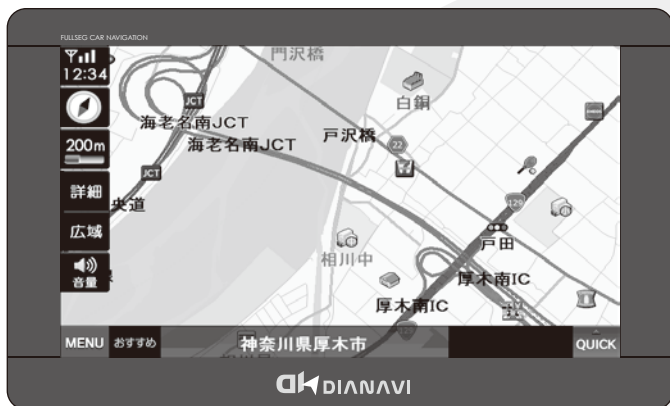 FULLSEG CAR NAVIGATION
12:34
門沢橋
白銅
JCT
海老名南JCT
200m
海老名南JCT
戸沢橋
22
JCT
詳細
央道
129
広域
戸田
相川中
音量
厚木南IC
厚木南IC
MENU
おすすめ
神奈川県厚木市
QUICK
DIANAVI